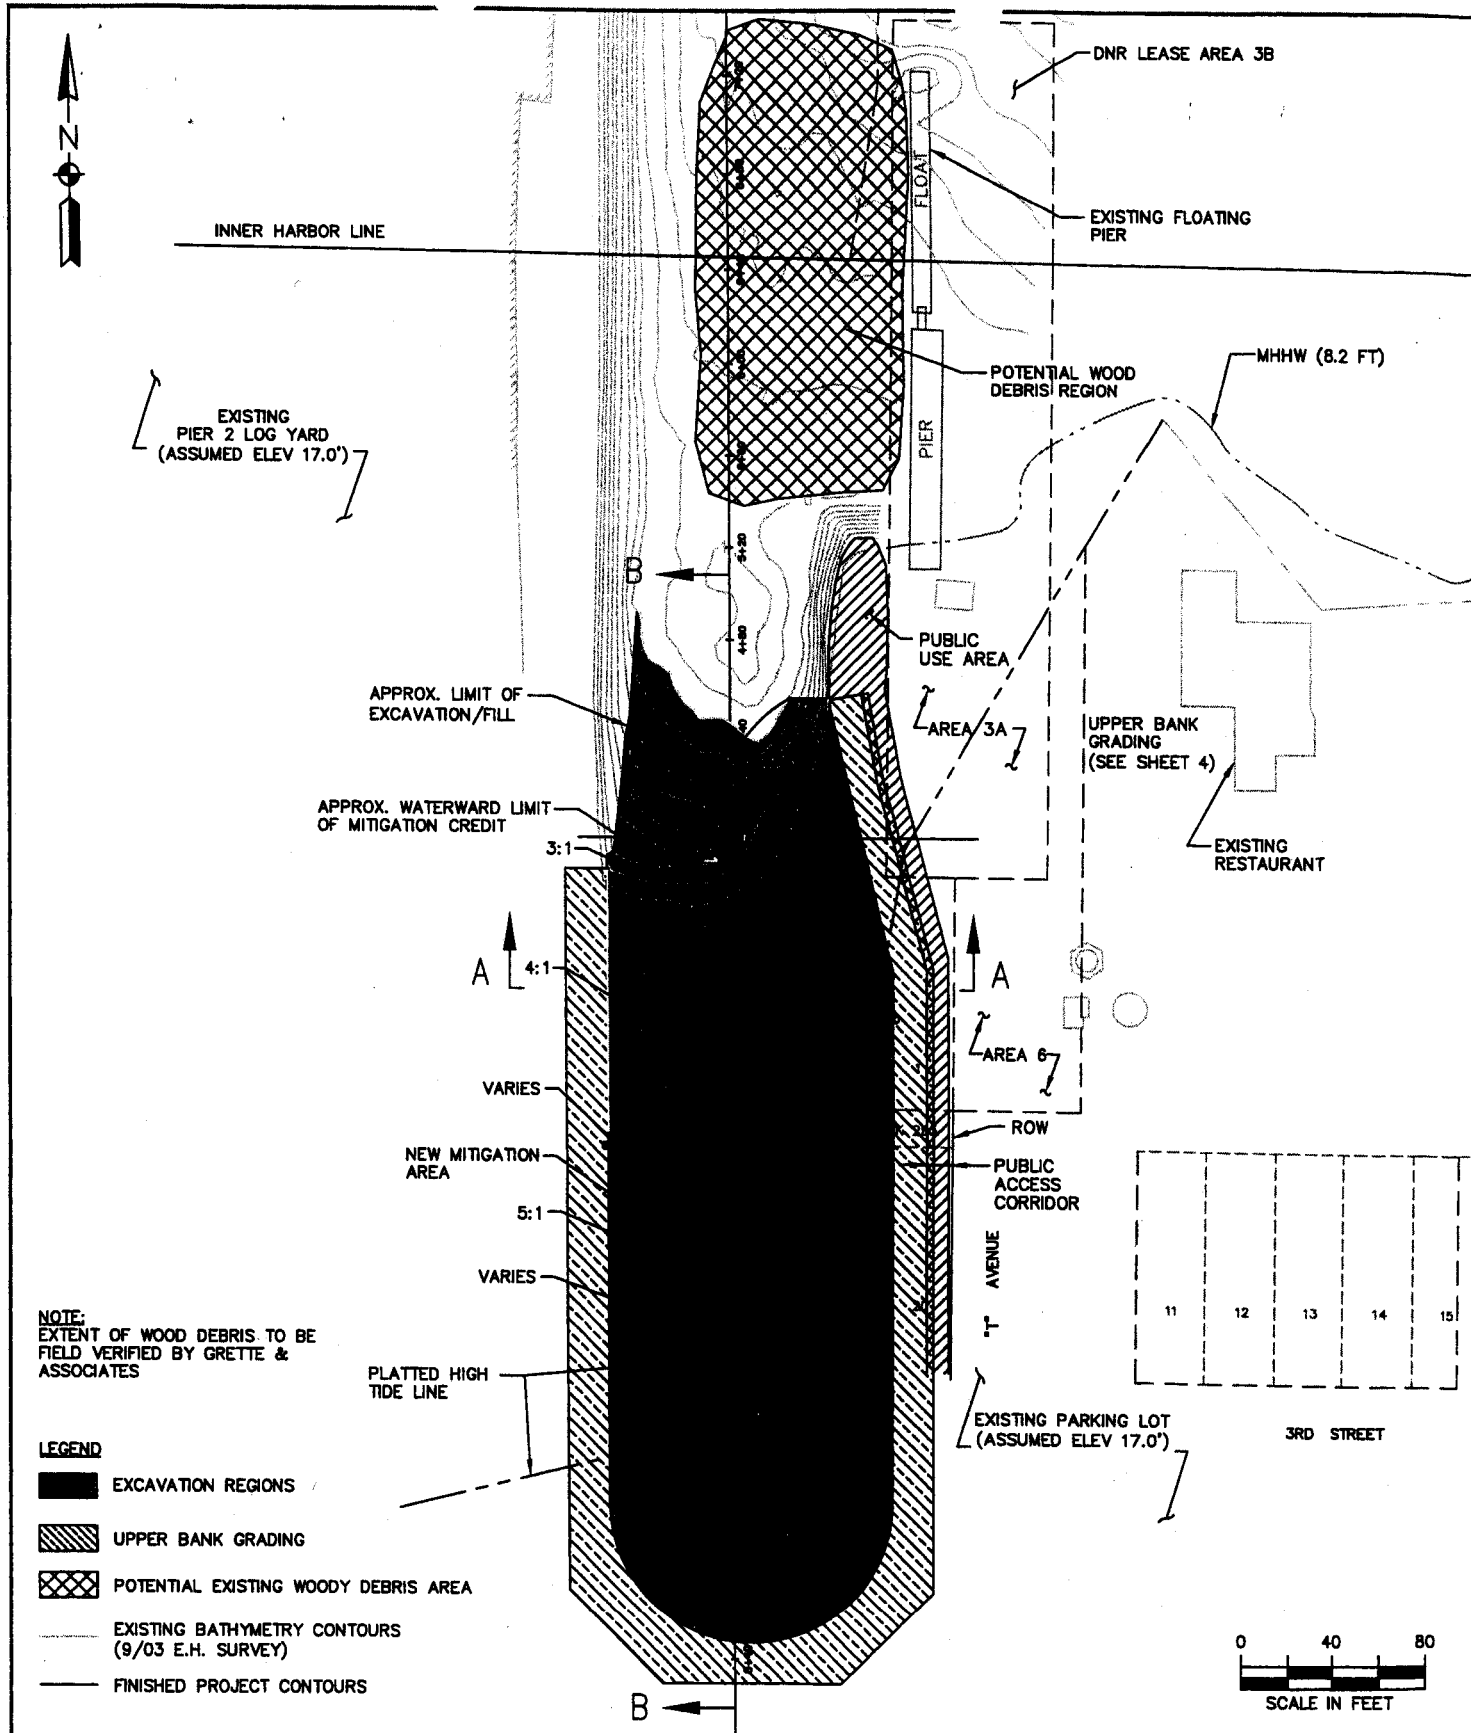 DNR LEASE AREA 3B
N
FLOAT
EXISTING FLOATING
PIER
INNER HARBOR LINE
MHHW (8.2 FT)
POTENTIAL WOOD
DEBRIS REGION
EXISTING
PIER 2 LOG YARD
(ASSUMED ELEV 17.0')
PIER
5+20
B
4+80
PUBLIC
USE AREA
APPROX. LIMIT OF
EXCAVATION/FILL
AREA 3A
UPPER BANK
GRADING
(SEE SHEET 4)
APPROX. WATERWARD LIMIT
OF MITIGATION CREDIT
3:1
EXISTING
RESTAURANT
A
4:1
A
AREA 6
VARIES
ROW
NEW MITIGATION
AREA
PUBLIC
ACCESS
CORRIDOR
5:1
"T" AVENUE
VARIES
11
12
13
14
15
NOTE:
EXTENT OF WOOD DEBRIS TO BE
FIELD VERIFIED BY GRETTE &
ASSOCIATES
PLATTED HIGH
TIDE LINE
EXISTING PARKING LOT
(ASSUMED ELEV 17.0')
3RD STREET
LEGEND
EXCAVATION REGIONS
UPPER BANK GRADING
POTENTIAL EXISTING WOODY DEBRIS AREA
EXISTING BATHYMETRY CONTOURS
(9/03 E.H. SURVEY)
FINISHED PROJECT CONTOURS
0 40 80
SCALE IN FEET
B